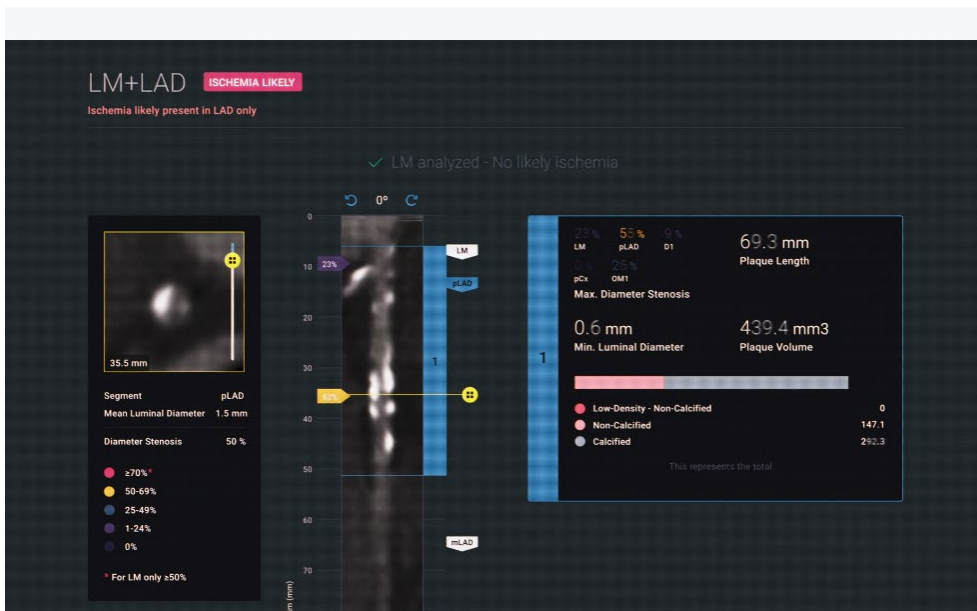 LM+LAD ISCHEMIA LIKELY
Ischemia likely present in LAD only
LM analyzed - No likely ischemia
0°
35.5 mm
Segment pLAD
Mean Luminal Diameter 1.5 mm
Diameter Stenosis 50 %
≥70%*
50-69%
25-49%
1-24%
0%
* For LM only ≥50%
0
10
20
30
40
50
60
70
23%
LM
pLAD
1
mLAD
1
23% 55% 9%
LM pLAD D1
25%
pCx OM1
Max. Diameter Stenosis
69.3 mm
Plaque Length
0.6 mm
Min. Luminal Diameter
439.4 mm3
Plaque Volume
Low-Density - Non-Calcified 0
Non-Calcified 147.1
Calcified 292.3
This represents the total